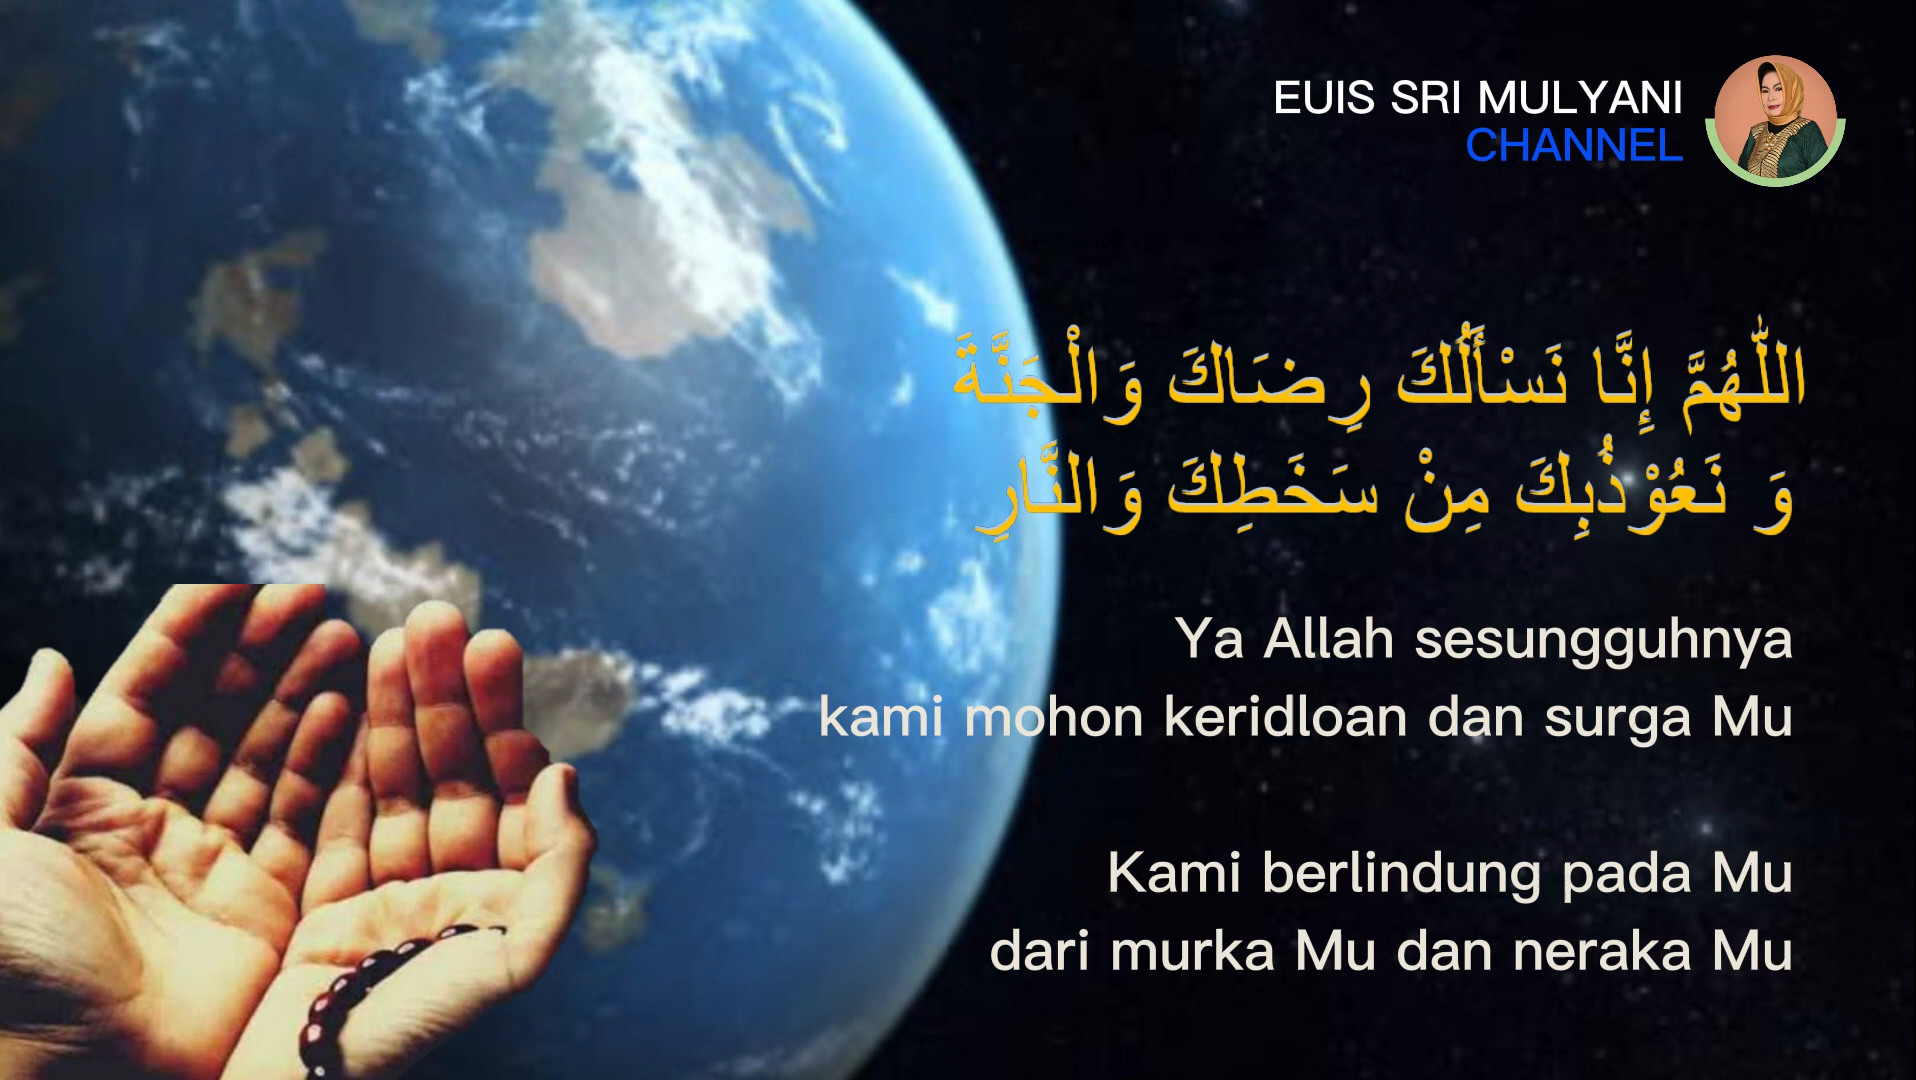 EUIS SRI MULYANI
CHANNEL
اللّٰهُمَّ إِنَّا نَسْأَلُكَ رِضَاكَ وَالْجَنَّةَ
وَ نَعُوْذُبِكَ مِنْ سَخَطِكَ وَالنَّارِ
Ya Allah sesungguhnya
kami mohon keridloan dan surga Mu
Kami berlindung pada Mu
dari murka Mu dan neraka Mu